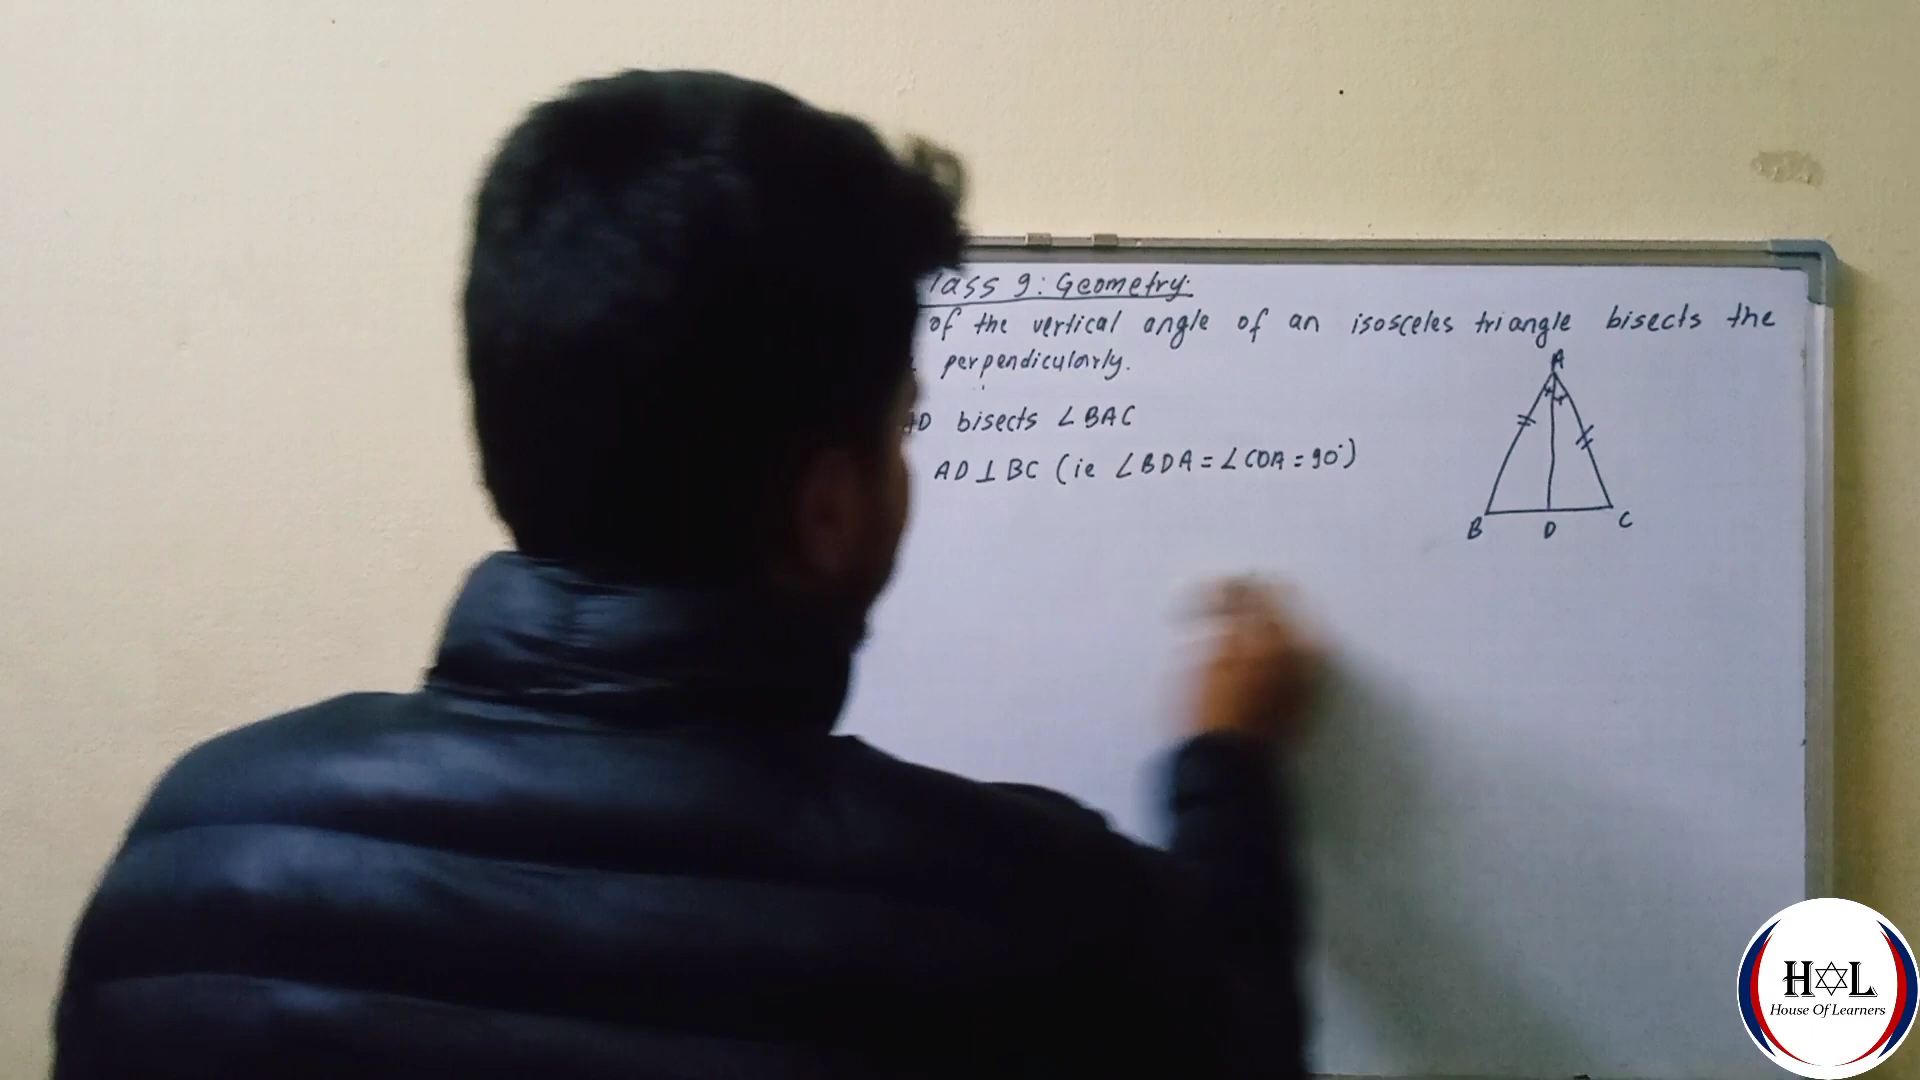 lass 9: Geometry.
of the vertical angle of an isosceles triangle bisects the
perpendicularly.
AD bisects ∠BAC
AD⊥BC (ie ∠BDA=∠CDA=90°)
A
B D C
H L
House Of Learners